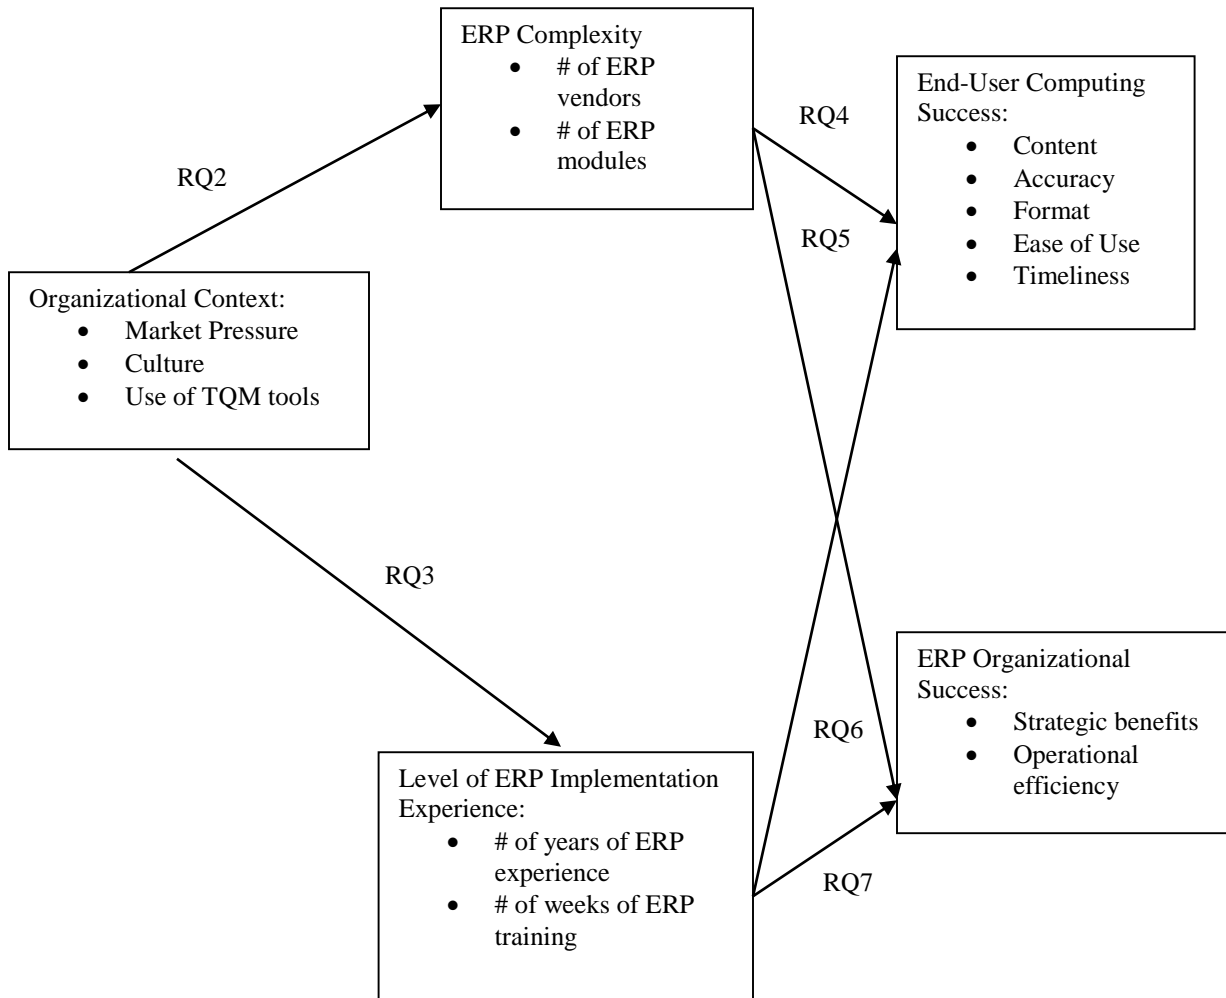 ERP Complexity
• # of ERP
vendors
• # of ERP
modules
RQ2
Organizational Context:
• Market Pressure
• Culture
• Use of TQM tools
RQ3
Level of ERP Implementation
Experience:
• # of years of ERP
experience
• # of weeks of ERP
training
RQ4
RQ5
RQ6
RQ7
End-User Computing
Success:
• Content
• Accuracy
• Format
• Ease of Use
• Timeliness
ERP Organizational
Success:
• Strategic benefits
• Operational
efficiency